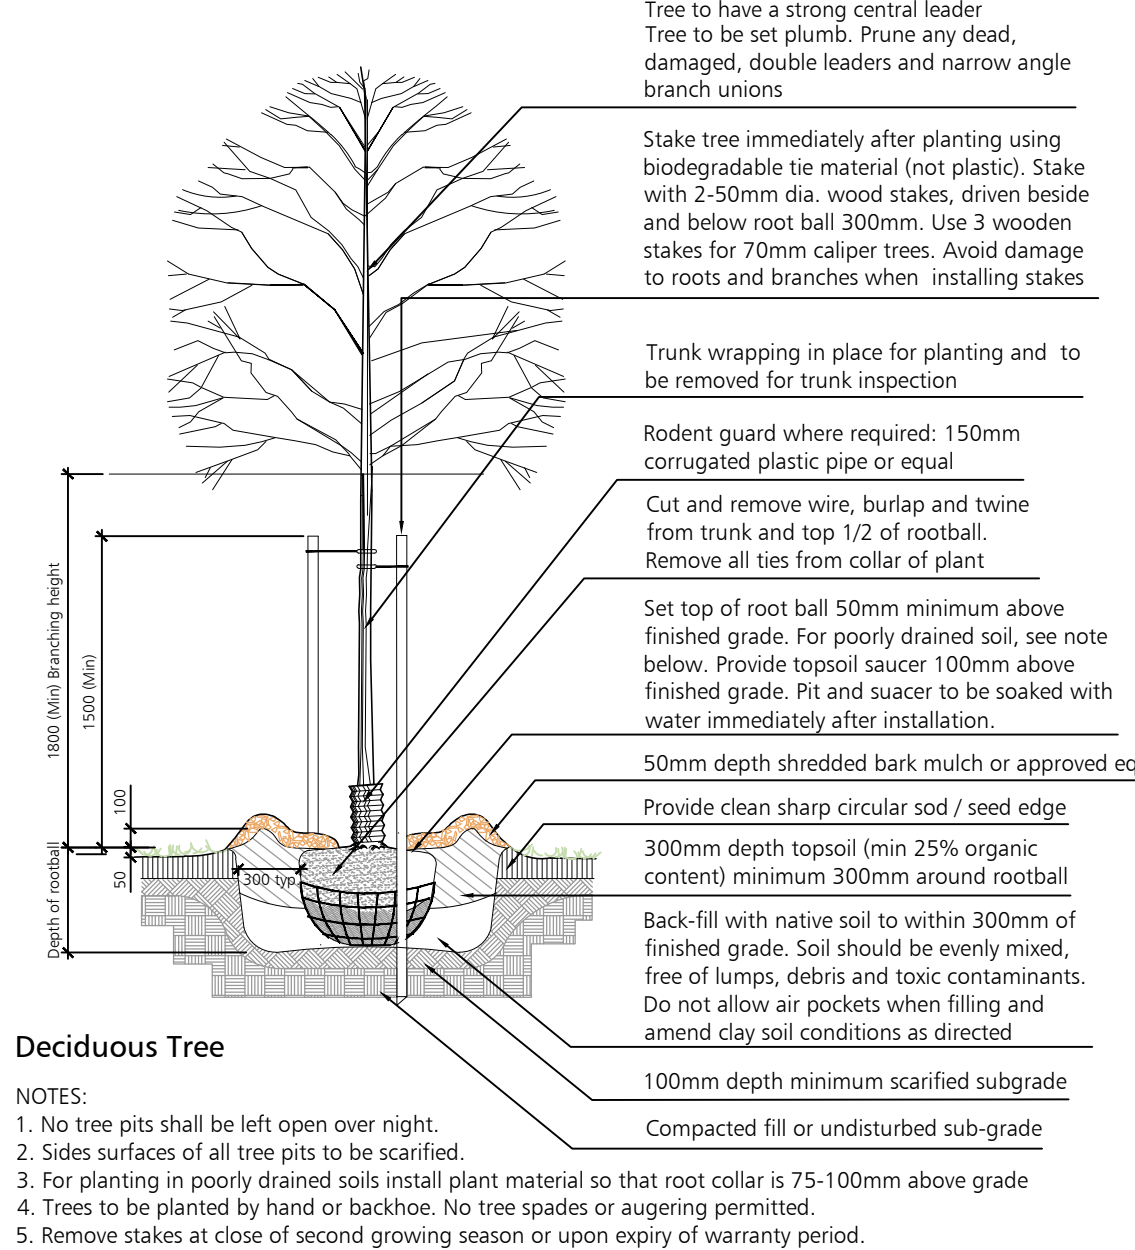 Tree to have a strong central leader
Tree to be set plumb. Prune any dead,
damaged, double leaders and narrow angle
branch unions
Stake tree immediately after planting using
biodegradable tie material (not plastic). Stake
with 2-50mm dia. wood stakes, driven beside
and below root ball 300mm. Use 3 wooden
stakes for 70mm caliper trees. Avoid damage
to roots and branches when installing stakes
Trunk wrapping in place for planting and to
be removed for trunk inspection
Rodent guard where required: 150mm
corrugated plastic pipe or equal
Cut and remove wire, burlap and twine
from trunk and top 1/2 of rootball.
Remove all ties from collar of plant
Set top of root ball 50mm minimum above
finished grade. For poorly drained soil, see note
below. Provide topsoil saucer 100mm above
finished grade. Pit and suacer to be soaked with
water immediately after installation.
50mm depth shredded bark mulch or approved eq
Provide clean sharp circular sod / seed edge
300mm depth topsoil (min 25% organic
content) minimum 300mm around rootball
Back-fill with native soil to within 300mm of
finished grade. Soil should be evenly mixed,
free of lumps, debris and toxic contaminants.
Do not allow air pockets when filling and
amend clay soil conditions as directed
100mm depth minimum scarified subgrade
Compacted fill or undisturbed sub-grade
1800 (Min) Branching height
1500 (Min)
100
50
300 typ
Depth of rootball
Deciduous Tree
NOTES:
1. No tree pits shall be left open over night.
2. Sides surfaces of all tree pits to be scarified.
3. For planting in poorly drained soils install plant material so that root collar is 75-100mm above grade
4. Trees to be planted by hand or backhoe. No tree spades or augering permitted.
5. Remove stakes at close of second growing season or upon expiry of warranty period.